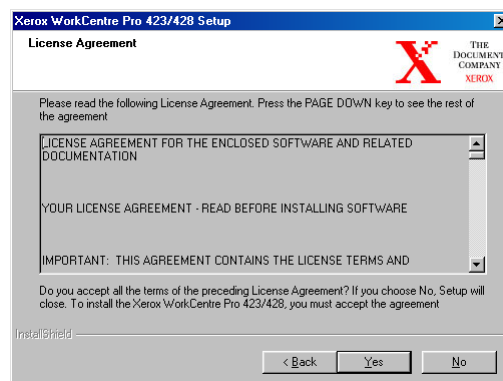 Xerox WorkCentre Pro 423/428 Setup
License Agreement
THE
DOCUMENT
COMPANY
XEROX
Please read the following License Agreement. Press the PAGE DOWN key to see the rest of
the agreement
LICENSE AGREEMENT FOR THE ENCLOSED SOFTWARE AND RELATED
DOCUMENTATION
YOUR LICENSE AGREEMENT - READ BEFORE INSTALLING SOFTWARE
IMPORTANT: THIS AGREEMENT CONTAINS THE LICENSE TERMS AND
Do you accept all the terms of the preceding License Agreement? If you choose No, Setup will
close. To install the Xerox WorkCentre Pro 423/428, you must accept the agreement
InstallShield
< Back
Yes
No